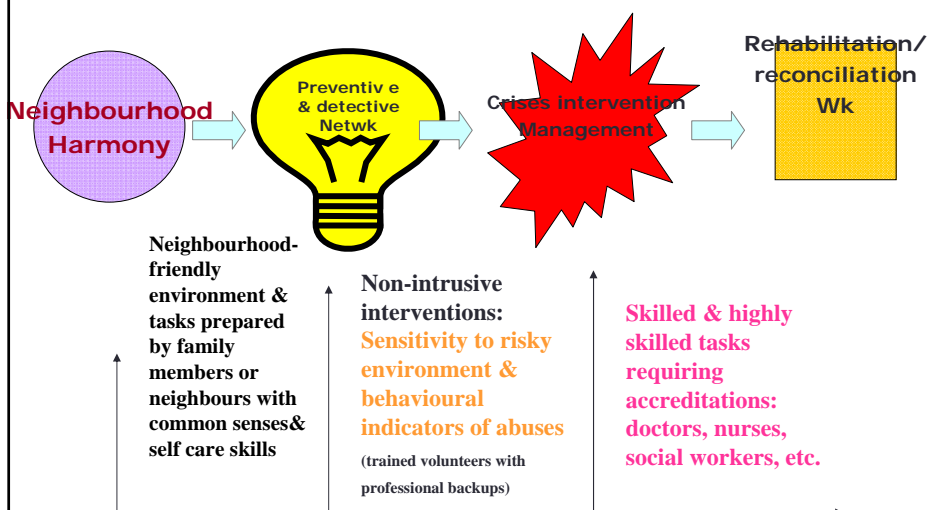 Neighbourhood
Harmony
Preventiv e
& detective
Netwk
Crises intervention
Management
Rehabilitation/
reconciliation
Wk
Neighbourhood-
friendly
environment &
tasks prepared
by family
members or
neighbours with
common senses&
self care skills
Non-intrusive
interventions:
Sensitivity to risky
environment &
behavioural
indicators of abuses
(trained volunteers with
professional backups)
Skilled & highly
skilled tasks
requiring
accreditations:
doctors, nurses,
social workers, etc.